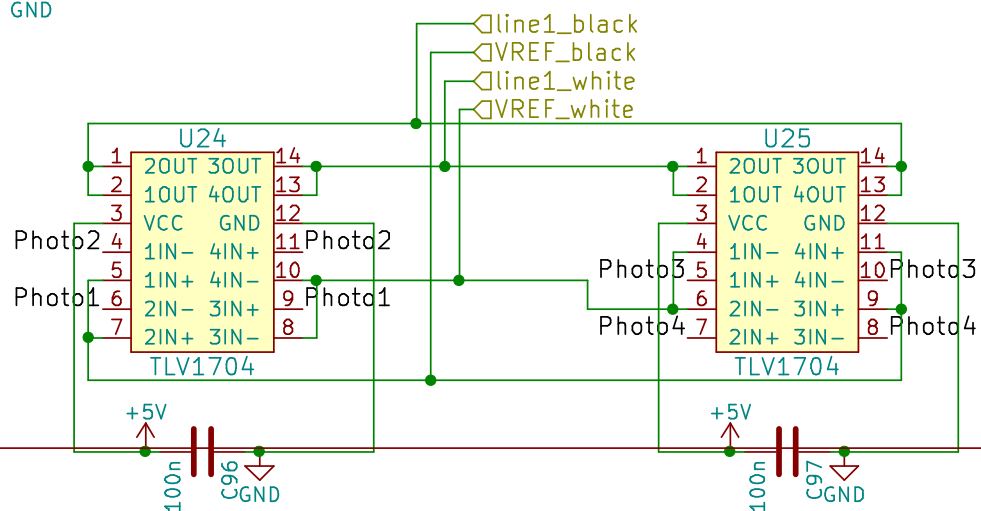 GND
line1_black
VREF_black
line1_white
VREF_white
U24
1 2OUT 3OUT 14
2 1OUT 4OUT 13
3 VCC GND 12
Photo2 4 1IN- 4IN+ 11 Photo2
5 1IN+ 4IN- 10
Photo1 6 2IN- 3IN+ 9 Photo1
7 2IN+ 3IN- 8
TLV1704
U25
1 2OUT 3OUT 14
2 1OUT 4OUT 13
3 VCC GND 12
4 1IN- 4IN+ 11
Photo3 5 1IN+ 4IN- 10 Photo3
6 2IN- 3IN+ 9
Photo4 7 2IN+ 3IN- 8 Photo4
TLV1704
+5V
100n
C96
GND
+5V
100n
C97
GND